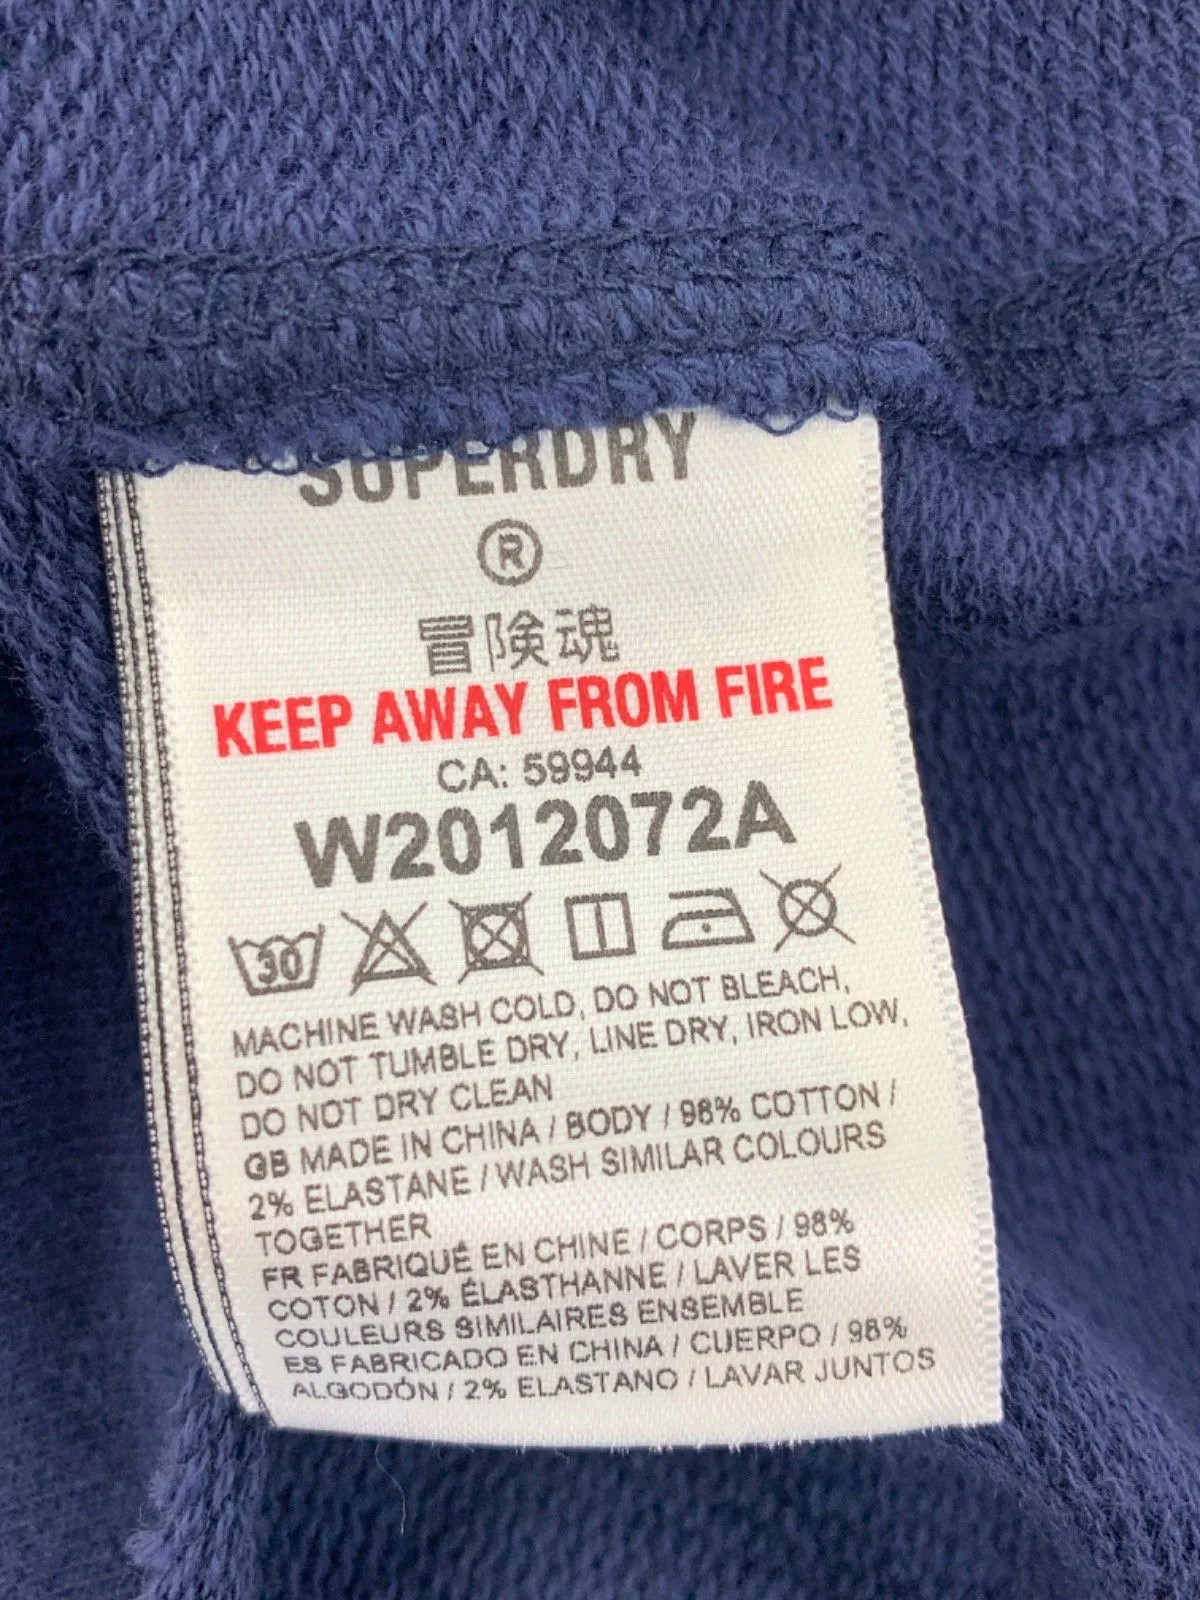 SUPERDRY
®
冒険魂
KEEP AWAY FROM FIRE
CA: 59944
W2012072A
30
MACHINE WASH COLD, DO NOT BLEACH,
DO NOT TUMBLE DRY, LINE DRY, IRON LOW,
DO NOT DRY CLEAN
GB MADE IN CHINA / BODY / 98% COTTON /
2% ELASTANE / WASH SIMILAR COLOURS
TOGETHER
FR FABRIQUÉ EN CHINE / CORPS / 98%
COTON / 2% ÉLASTHANNE / LAVER LES
COULEURS SIMILAIRES ENSEMBLE
ES FABRICADO EN CHINA / CUERPO / 98%
ALGODÓN / 2% ELASTANO / LAVAR JUNTOS